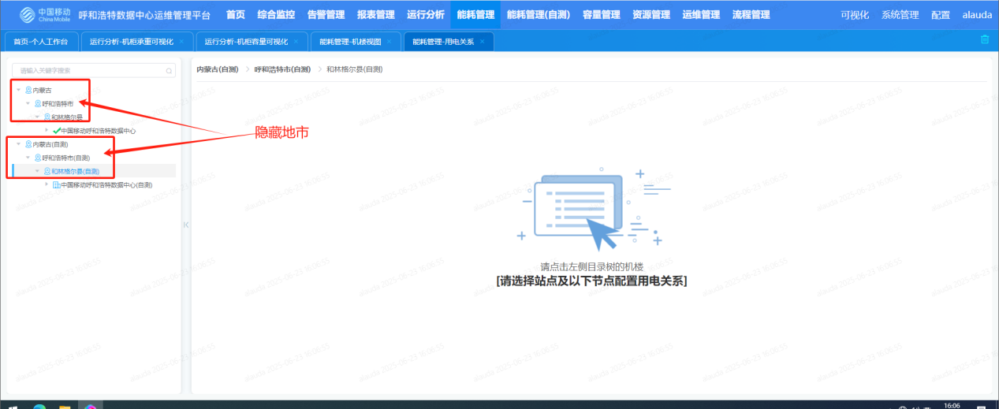 中国移动 China Mobile 呼和浩特数据中心运维管理平台 首页 综合监控 告警管理 报表管理 运行分析 能耗管理 能耗管理(自测) 容量管理 资源管理 运维管理 流程管理 可视化 系统管理 配置 alauda
首页-个人工作台 运行分析-机柜承重可视化 × 运行分析-机柜容量可视化 × 能耗管理-机楼视图 × 能耗管理-用电关系 ×
请输入关键字搜索
内蒙古(自测) > 呼和浩特市(自测) > 和林格尔县(自测)
内蒙古
呼和浩特市
和林格尔县
中国移动呼和浩特数据中心
内蒙古(自测)
呼和浩特市(自测)
和林格尔县(自测)
中国移动呼和浩特数据中心(自测)
隐藏地市
请点击左侧目录树的机楼
[请选择站点及以下节点配置用电关系]
alauda 2025-06-23 16:06:55
16:06